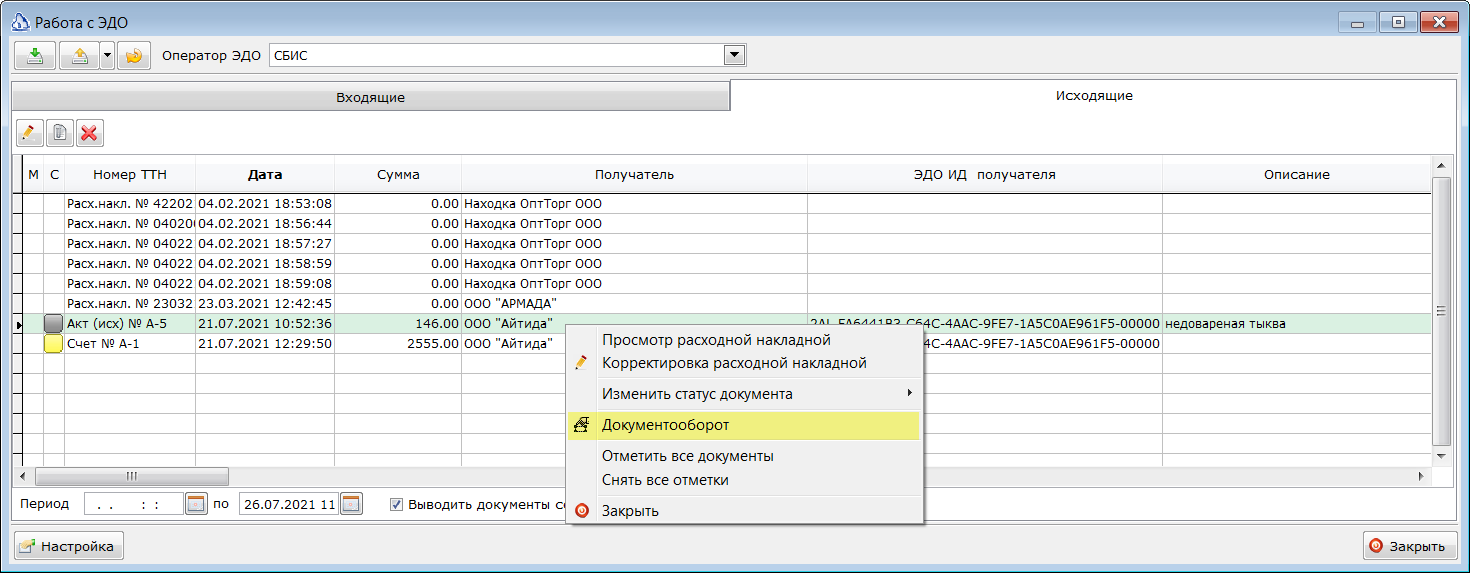 Работа с ЭДО
Оператор ЭДО СБИС
Входящие Исходящие
М С Номер ТТН Дата Сумма Получатель ЭДО ИД получателя Описание
Расх.накл. № 42202 04.02.2021 18:53:08 0.00 Находка ОптТорг ООО
Расх.накл. № 04020 04.02.2021 18:56:44 0.00 Находка ОптТорг ООО
Расх.накл. № 04022 04.02.2021 18:57:27 0.00 Находка ОптТорг ООО
Расх.накл. № 04022 04.02.2021 18:58:59 0.00 Находка ОптТорг ООО
Расх.накл. № 04022 04.02.2021 18:59:08 0.00 Находка ОптТорг ООО
Расх.накл. № 23032 23.03.2021 12:42:45 0.00 ООО "АРМАДА"
Акт (исх) № А-5 21.07.2021 10:52:36 146.00 ООО "Айтида" C64C-4AAC-9FE7-1A5C0AE961F5-00000 недовареная тыква
Счет № А-1 21.07.2021 12:29:50 2555.00 ООО "Айтида" 4C-4AAC-9FE7-1A5C0AE961F5-00000
Просмотр расходной накладной
Корректировка расходной накладной
Изменить статус документа
Документооборот
Отметить все документы
Снять все отметки
Закрыть
Период . . : : по 26.07.2021 11 Выводить документы
Настройка Закрыть